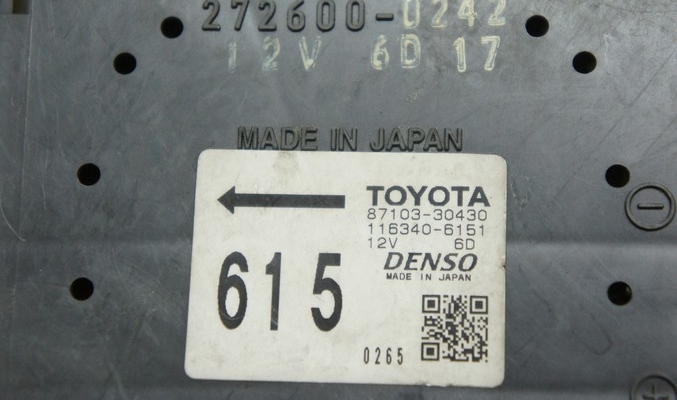 272600-0242
12V 6D 17
MADE IN JAPAN
TOYOTA
87103-30430
116340-6151
12V 6D
DENSO
MADE IN JAPAN
615
0265